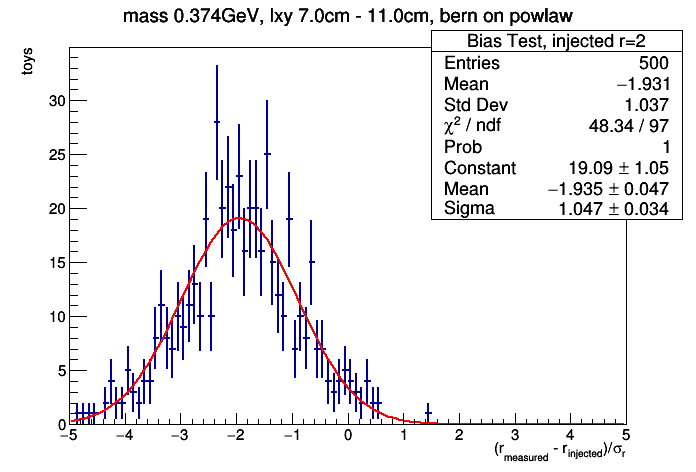 mass 0.374GeV, lxy 7.0cm - 11.0cm, bern on powlaw
toys
Bias Test, injected r=2
Entries 500
Mean −1.931
Std Dev 1.037
χ² / ndf 48.34 / 97
Prob 1
Constant 19.09 ± 1.05
Mean −1.935 ± 0.047
Sigma 1.047 ± 0.034
30
25
20
15
10
5
0
−5 −4 −3 −2 −1 0 1 2 3 4 5
(r_measured - r_injected)/σ_r